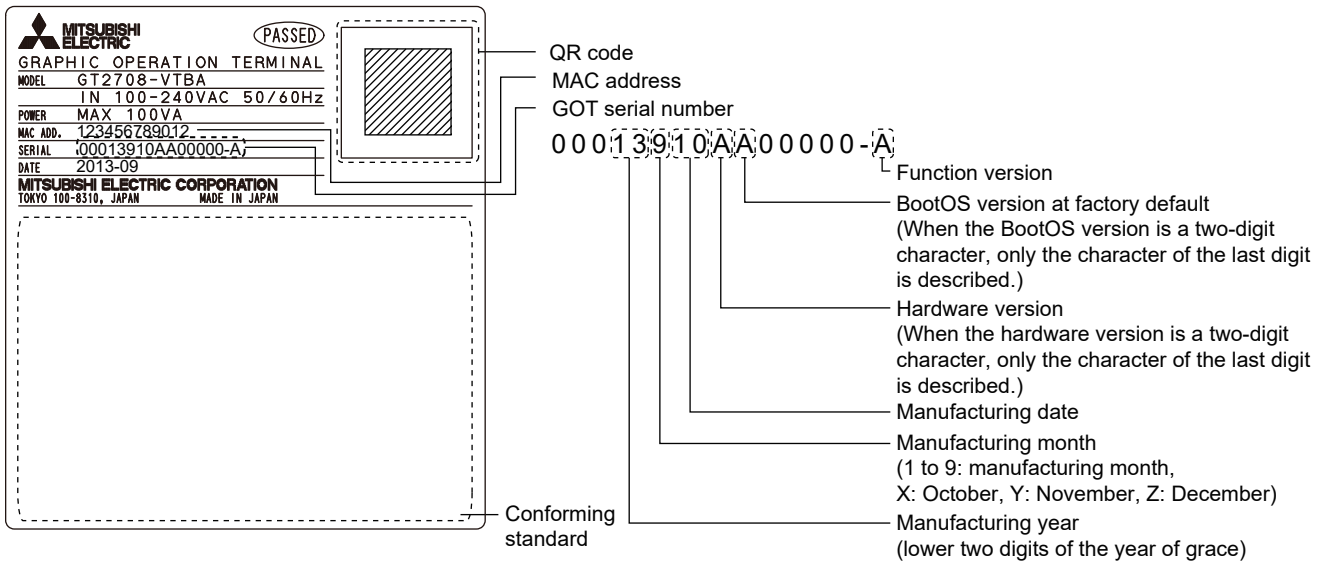 MITSUBISHI
ELECTRIC
PASSED
GRAPHIC OPERATION TERMINAL
MODEL GT2708-VTBA
IN 100-240VAC 50/60Hz
POWER MAX 100VA
MAC ADD. 123456789012
SERIAL 00013910AA00000-A
DATE 2013-09
MITSUBISHI ELECTRIC CORPORATION
TOKYO 100-8310, JAPAN MADE IN JAPAN
Conforming
standard
QR code
MAC address
GOT serial number
00013910AA00000-A
Function version
BootOS version at factory default
(When the BootOS version is a two-digit
character, only the character of the last digit
is described.)
Hardware version
(When the hardware version is a two-digit
character, only the character of the last digit
is described.)
Manufacturing date
Manufacturing month
(1 to 9: manufacturing month,
X: October, Y: November, Z: December)
Manufacturing year
(lower two digits of the year of grace)